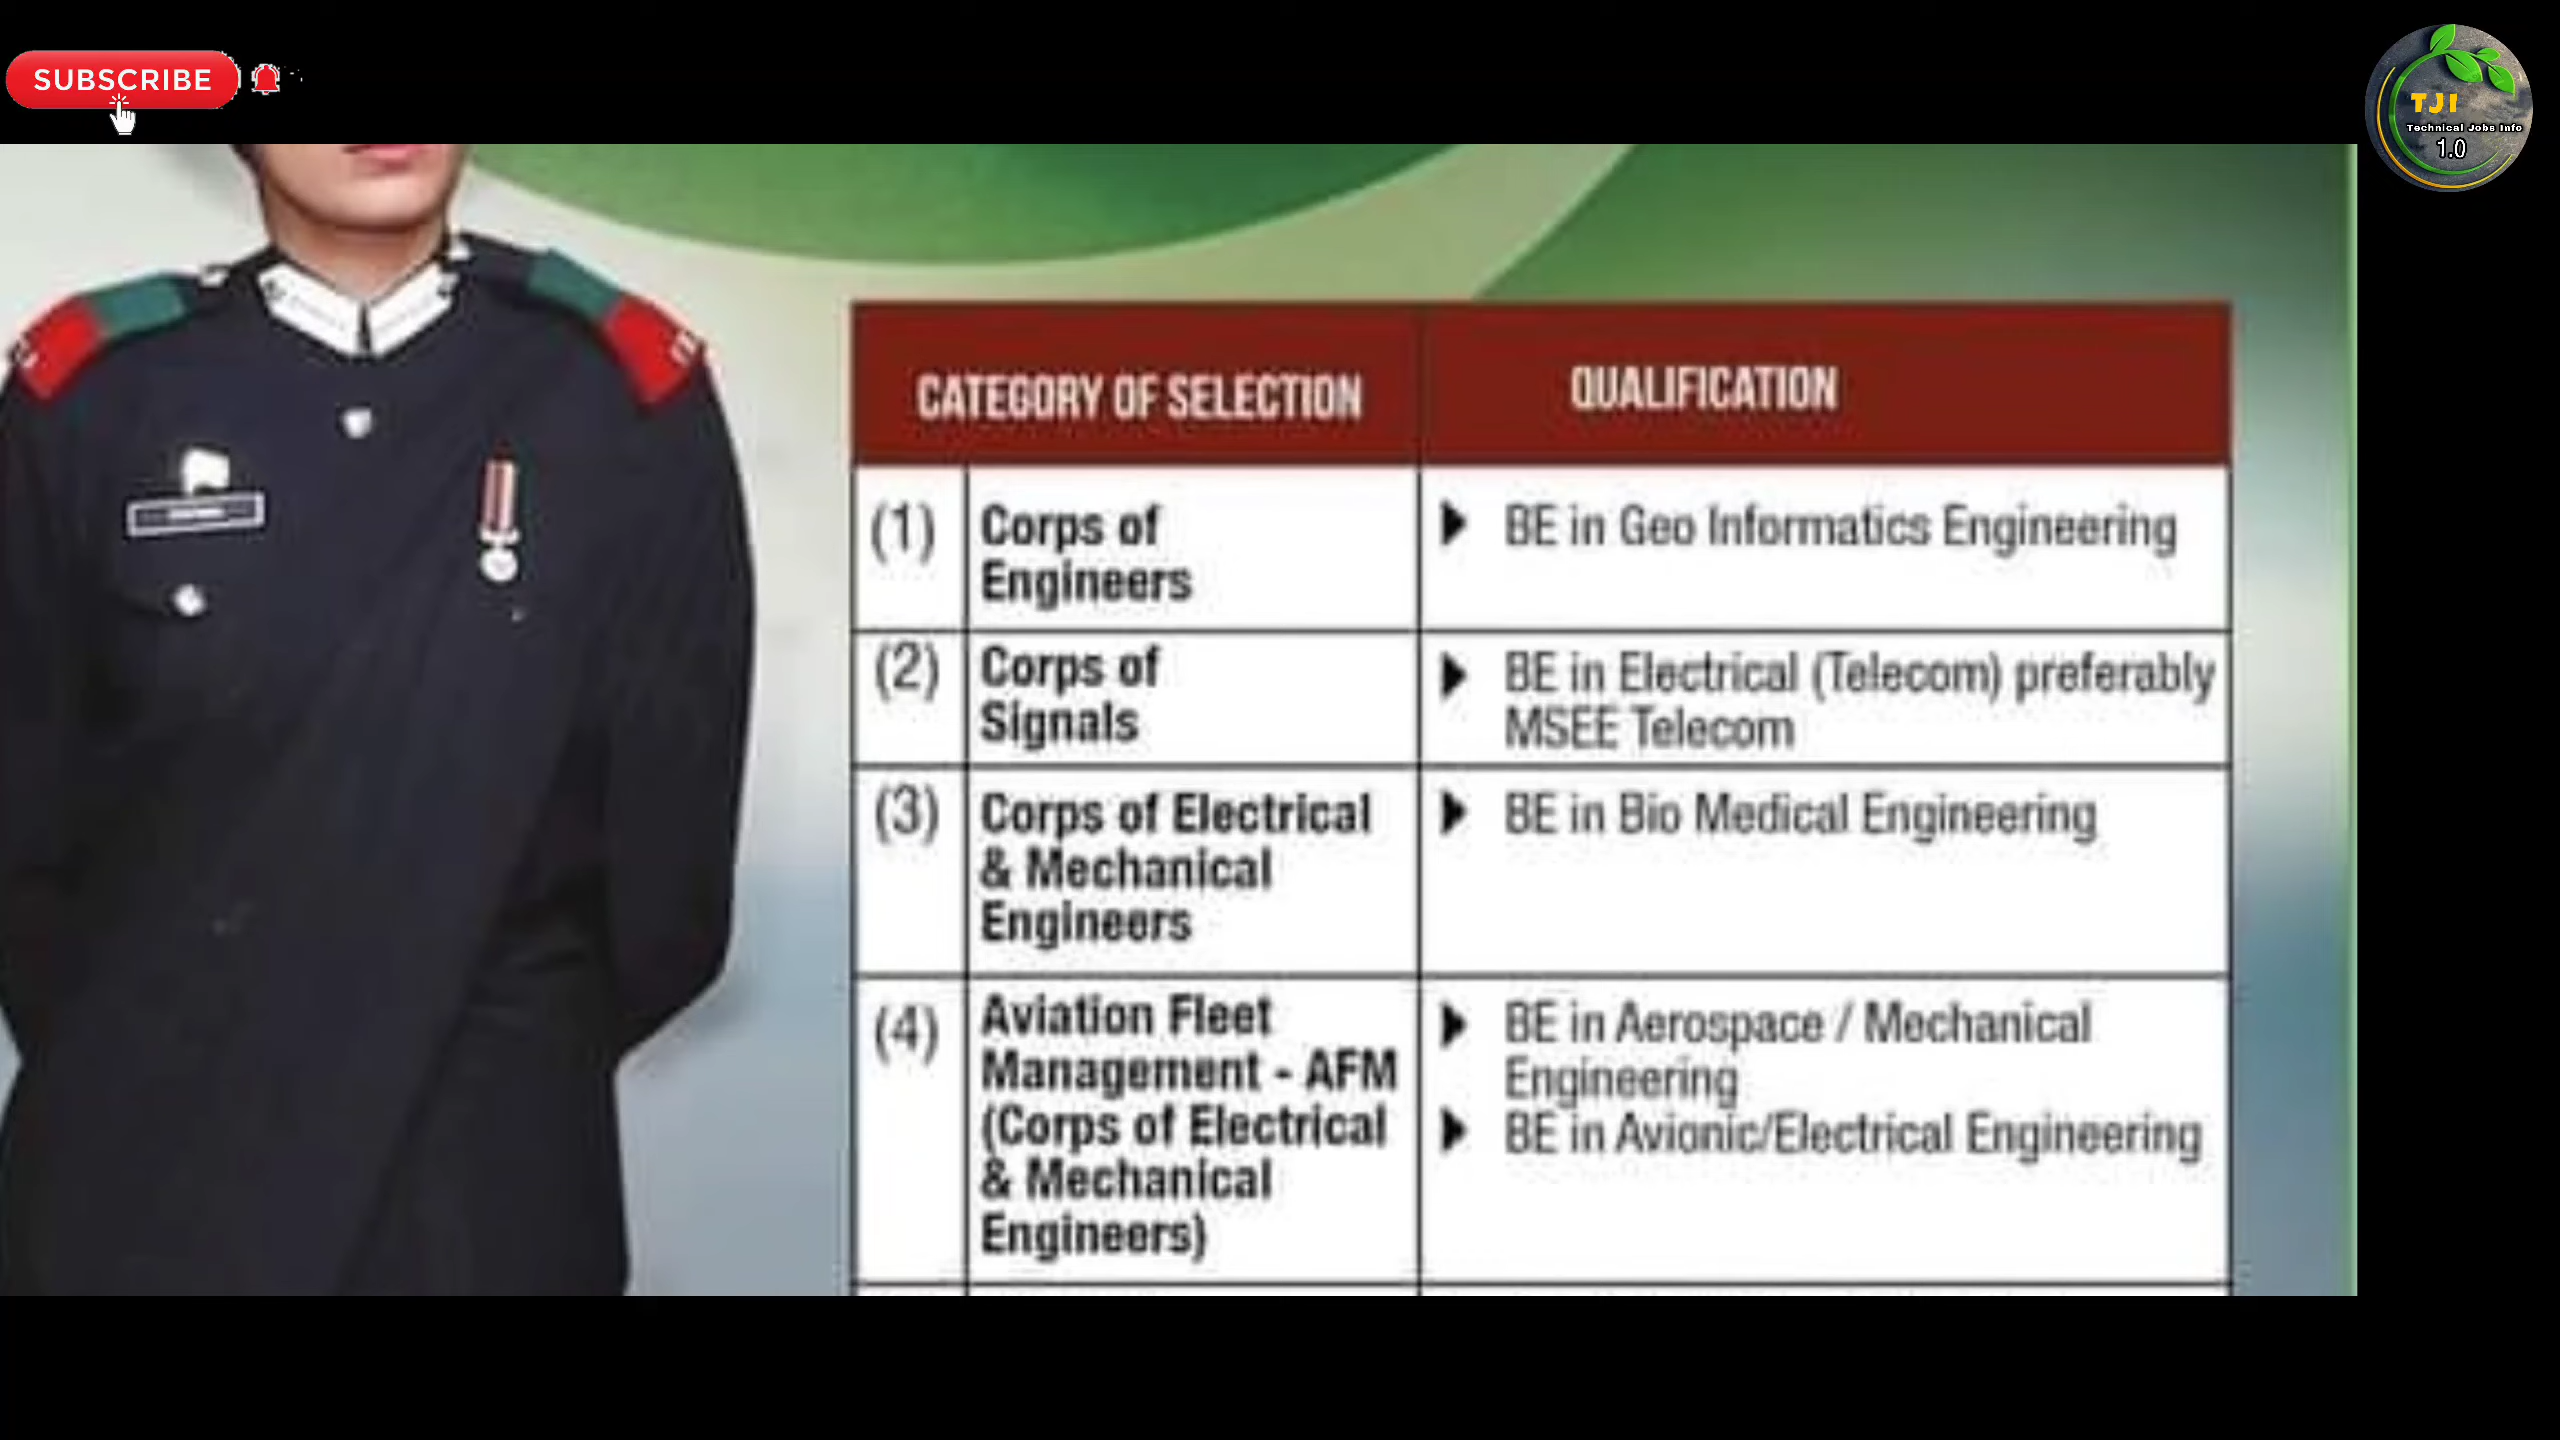 SUBSCRIBE
TJI
Technical Jobs Info
1.0
CATEGORY OF SELECTION
QUALIFICATION
(1)
Corps of
Engineers
BE in Geo Informatics Engineering
(2)
Corps of
Signals
BE in Electrical (Telecom) preferably
MSEE Telecom
(3)
Corps of Electrical
& Mechanical
Engineers
BE in Bio Medical Engineering
(4)
Aviation Fleet
Management - AFM
(Corps of Electrical
& Mechanical
Engineers)
BE in Aerospace / Mechanical
Engineering
BE in Avionic/Electrical Engineering